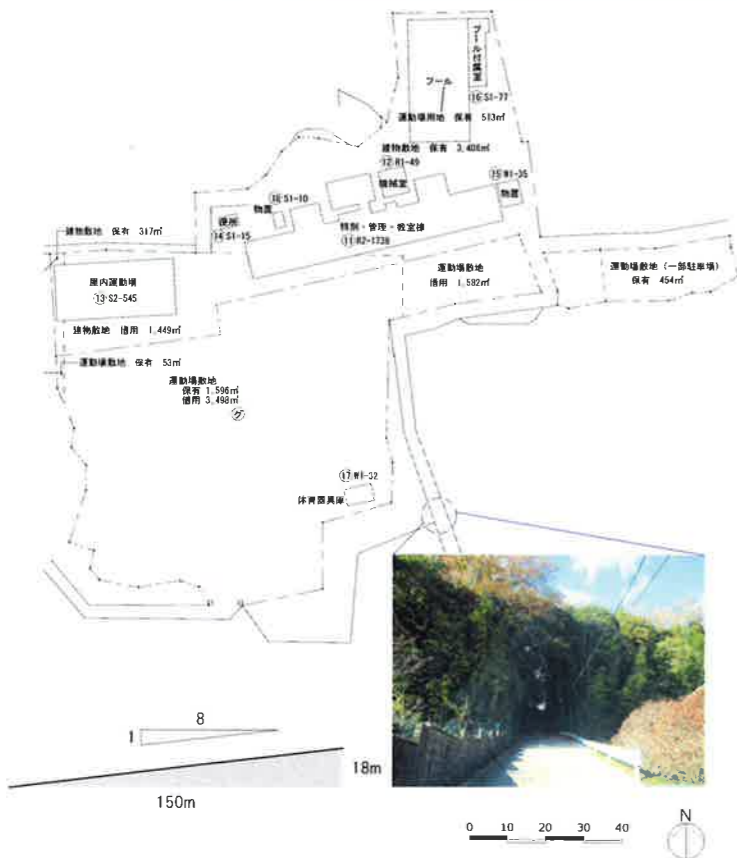 プール付属室
プール
⑯S1-77
運動場用地 保有 513㎡
建物敷地 保有 3,408㎡
⑫R1-49
機械室
⑮W1-35
物置
⑱S1-10
物置
便所
⑭S1-15
特別・管理・教室棟
⑪R2-1738
建物敷地 保有 317㎡
屋内運動場
⑬S2-545
運動場敷地
借用 1,582㎡
運動場敷地(一部駐車場)
保有 454㎡
建物敷地 借用 1,449㎡
運動場敷地 保有 53㎡
運動場敷地
保有 1,596㎡
借用 3,498㎡
グ
⑰W1-32
体育器具庫
8
1
18m
150m
0 10 20 30 40
N